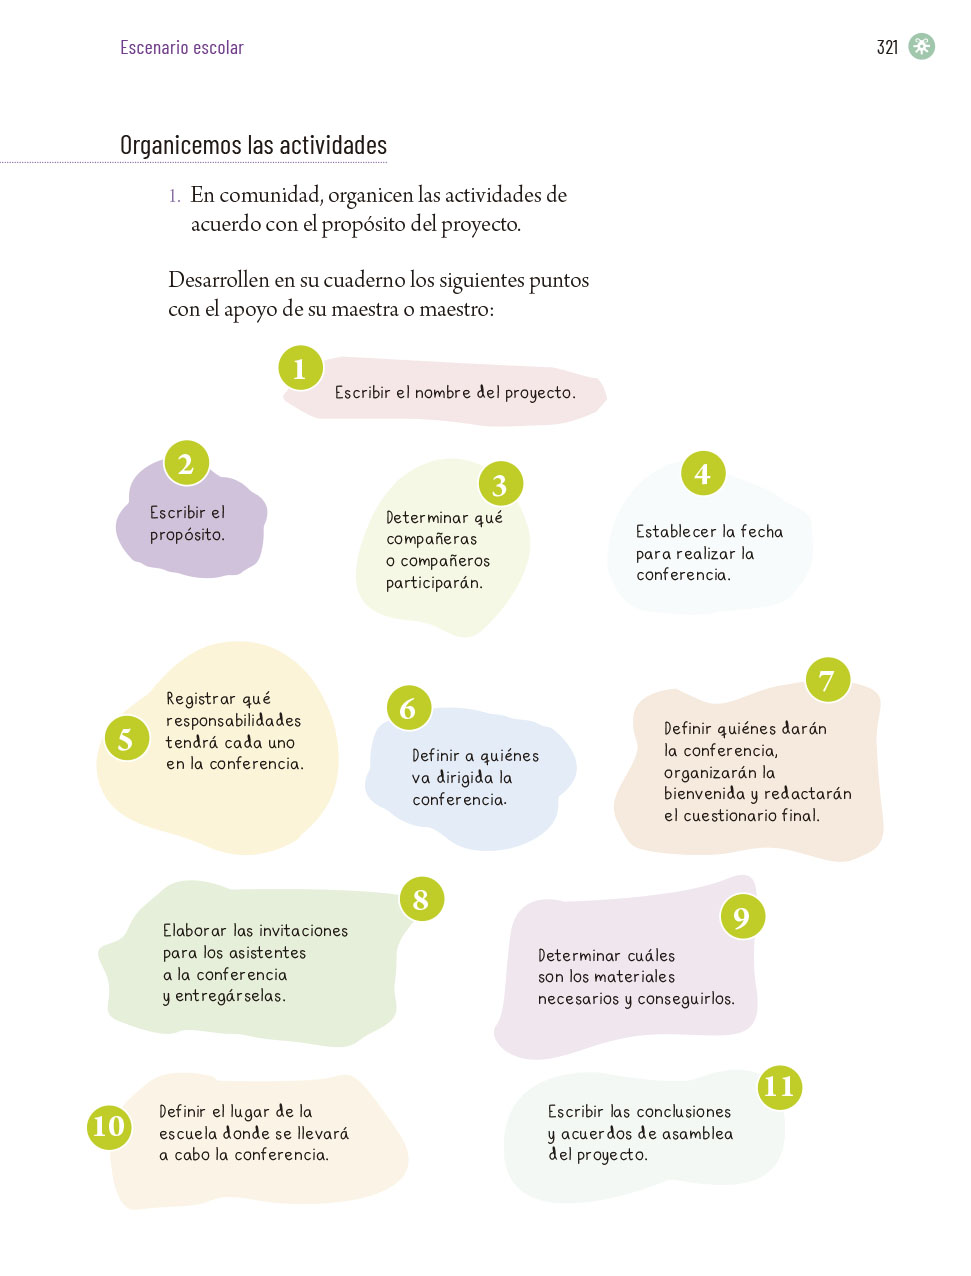 Escenario escolar
321
Organicemos las actividades
1. En comunidad, organicen las actividades de
acuerdo con el propósito del proyecto.
Desarrollen en su cuaderno los siguientes puntos
con el apoyo de su maestra o maestro:
1
Escribir el nombre del proyecto.
2
Escribir el
propósito.
3
Determinar qué
compañeras
o compañeros
participarán.
4
Establecer la fecha
para realizar la
conferencia.
5
Registrar qué
responsabilidades
tendrá cada uno
en la conferencia.
6
Definir a quiénes
va dirigida la
conferencia.
7
Definir quiénes darán
la conferencia,
organizarán la
bienvenida y redactarán
el cuestionario final.
8
Elaborar las invitaciones
para los asistentes
a la conferencia
y entregárselas.
9
Determinar cuáles
son los materiales
necesarios y conseguirlos.
10
Definir el lugar de la
escuela donde se llevará
a cabo la conferencia.
11
Escribir las conclusiones
y acuerdos de asamblea
del proyecto.